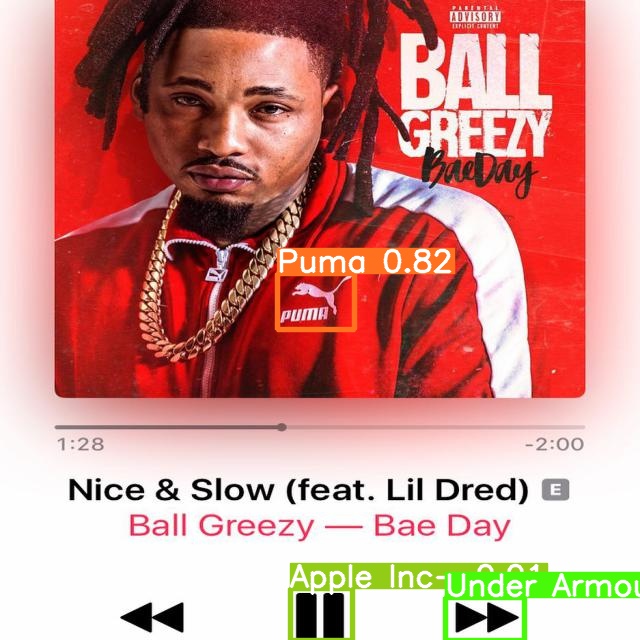 PARENTAL
ADVISORY
EXPLICIT CONTENT
BALL
GREEZY
BaeDay
Puma 0.82
PUMA
1:28
-2:00
Nice & Slow (feat. Lil Dred) E
Ball Greezy — Bae Day
Apple Inc-
Under Armou